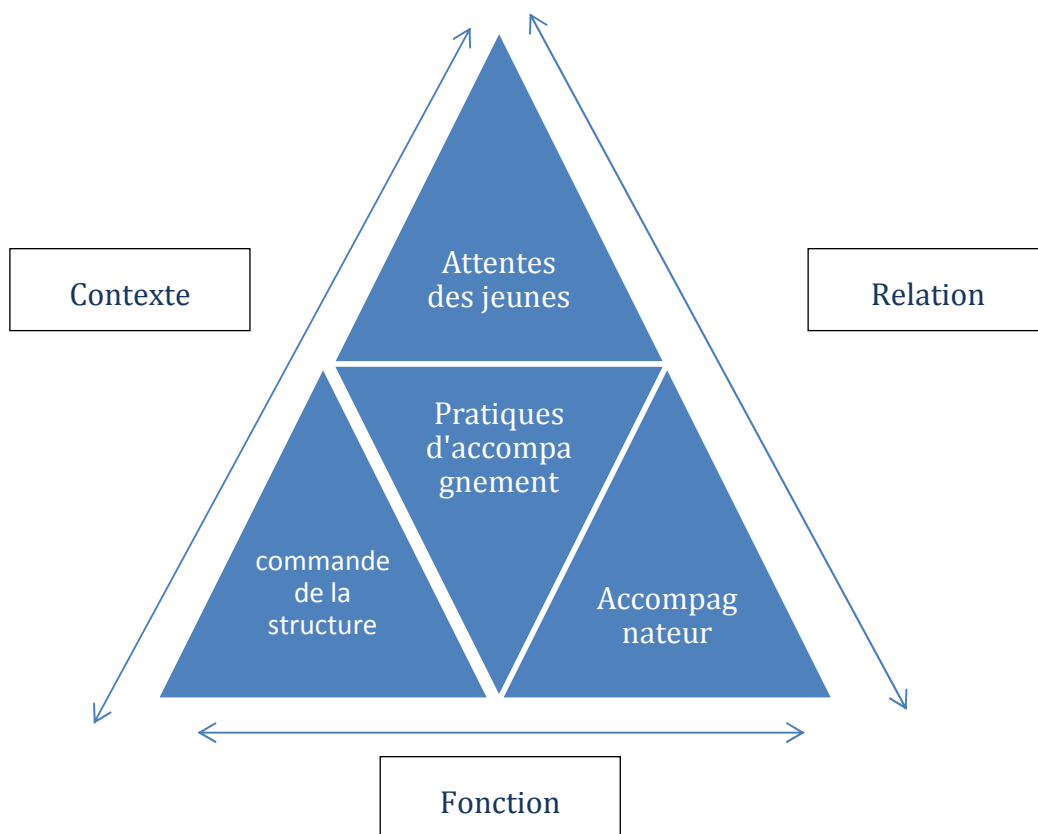 Attentes
des jeunes
Contexte
Relation
Pratiques
d'accompa
gnement
commande
de la
structure
Accompag
nateur
Fonction